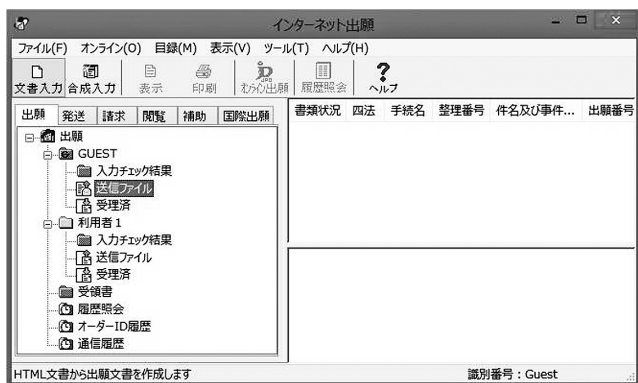 インターネット出願
ファイル(F) オンライン(O) 目録(M) 表示(V) ツール(T) ヘルプ(H)
文書入力 合成入力 表示 印刷 オンライン出願 履歴照会 ヘルプ
出願 発送 請求 閲覧 補助 国際出願
書類状況 四法 手続名 整理番号 件名及び事件... 出願番号
出願
GUEST
入力チェック結果
送信ファイル
受理済
利用者1
入力チェック結果
送信ファイル
受理済
受領書
履歴照会
オーダーID履歴
通信履歴
HTML文書から出願文書を作成します 識別番号:Guest